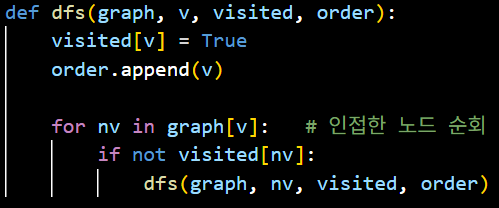 def dfs(graph, v, visited, order):
    visited[v] = True
    order.append(v)

    for nv in graph[v]:   # 인접한 노드 순회
        if not visited[nv]:
            dfs(graph, nv, visited, order)